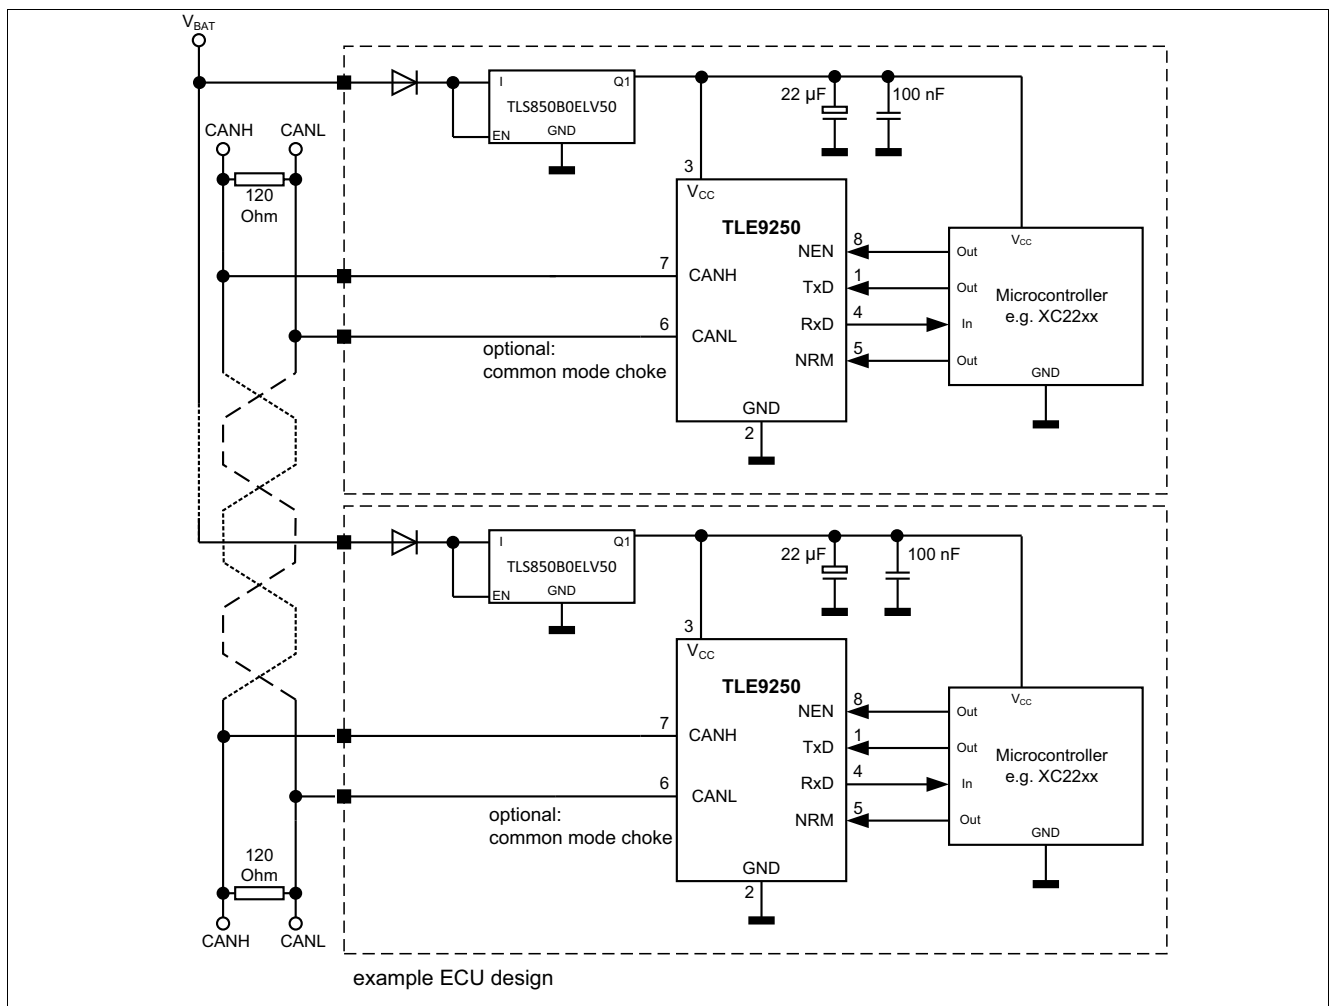 VBAT
CANH CANL
120
Ohm
I Q1
TLS850B0ELV50
EN GND
22 µF 100 nF
3
VCC
TLE9250
7 CANH
6 CANL
optional:
common mode choke
NEN 8
TxD 1
RxD 4
NRM 5
GND
2
VCC
Out
Out
In
Out
Microcontroller
e.g. XC22xx
GND
I Q1
TLS850B0ELV50
EN GND
22 µF 100 nF
3
VCC
TLE9250
7 CANH
6 CANL
optional:
common mode choke
NEN 8
TxD 1
RxD 4
NRM 5
GND
2
VCC
Out
Out
In
Out
Microcontroller
e.g. XC22xx
GND
120
Ohm
CANH CANL
example ECU design